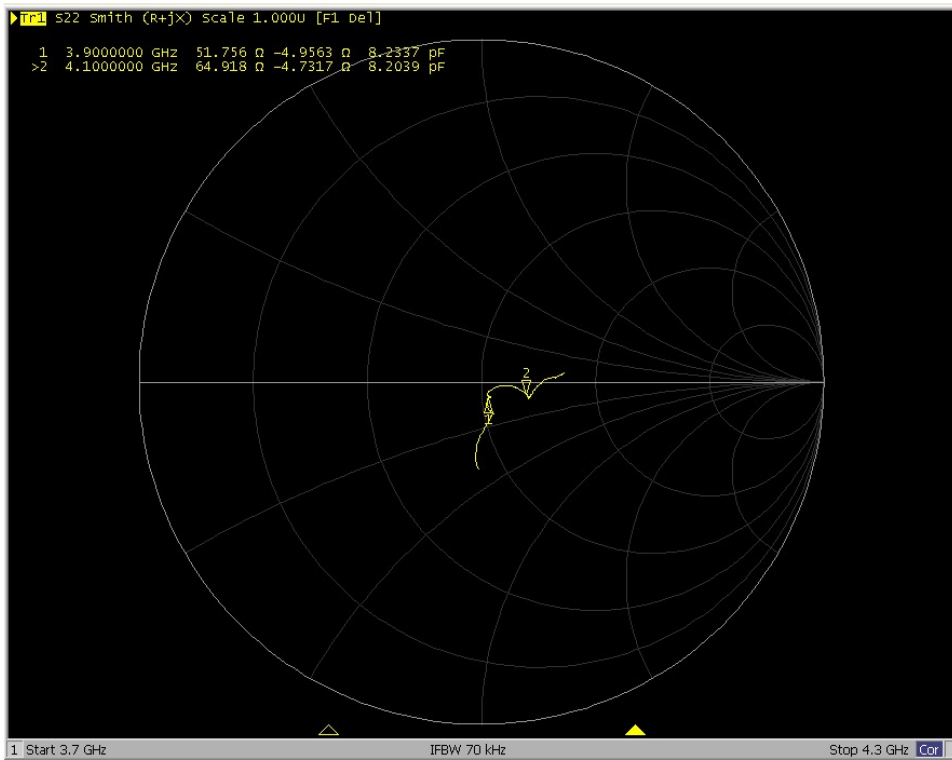 Tr1 S22 Smith (R+jX) Scale 1.000U [F1 Del]
1 3.9000000 GHz 51.756 Ω -4.9563 Ω 8.2337 pF
>2 4.1000000 GHz 64.918 Ω -4.7317 Ω 8.2039 pF
2
1
1 Start 3.7 GHz IFBW 70 kHz Stop 4.3 GHz Cor